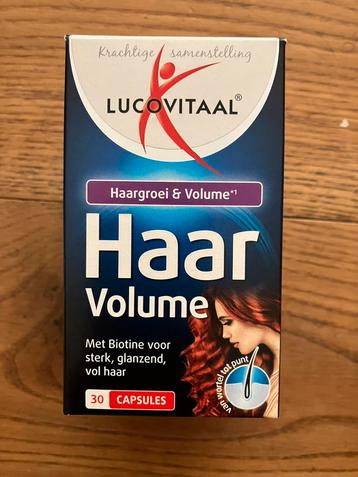 Krachtige samenstelling
LUCOVITAAL®
Haargroei & Volume*¹
Haar
Volume
Met Biotine voor
sterk, glanzend,
vol haar
van wortel tot punt
30 CAPSULES